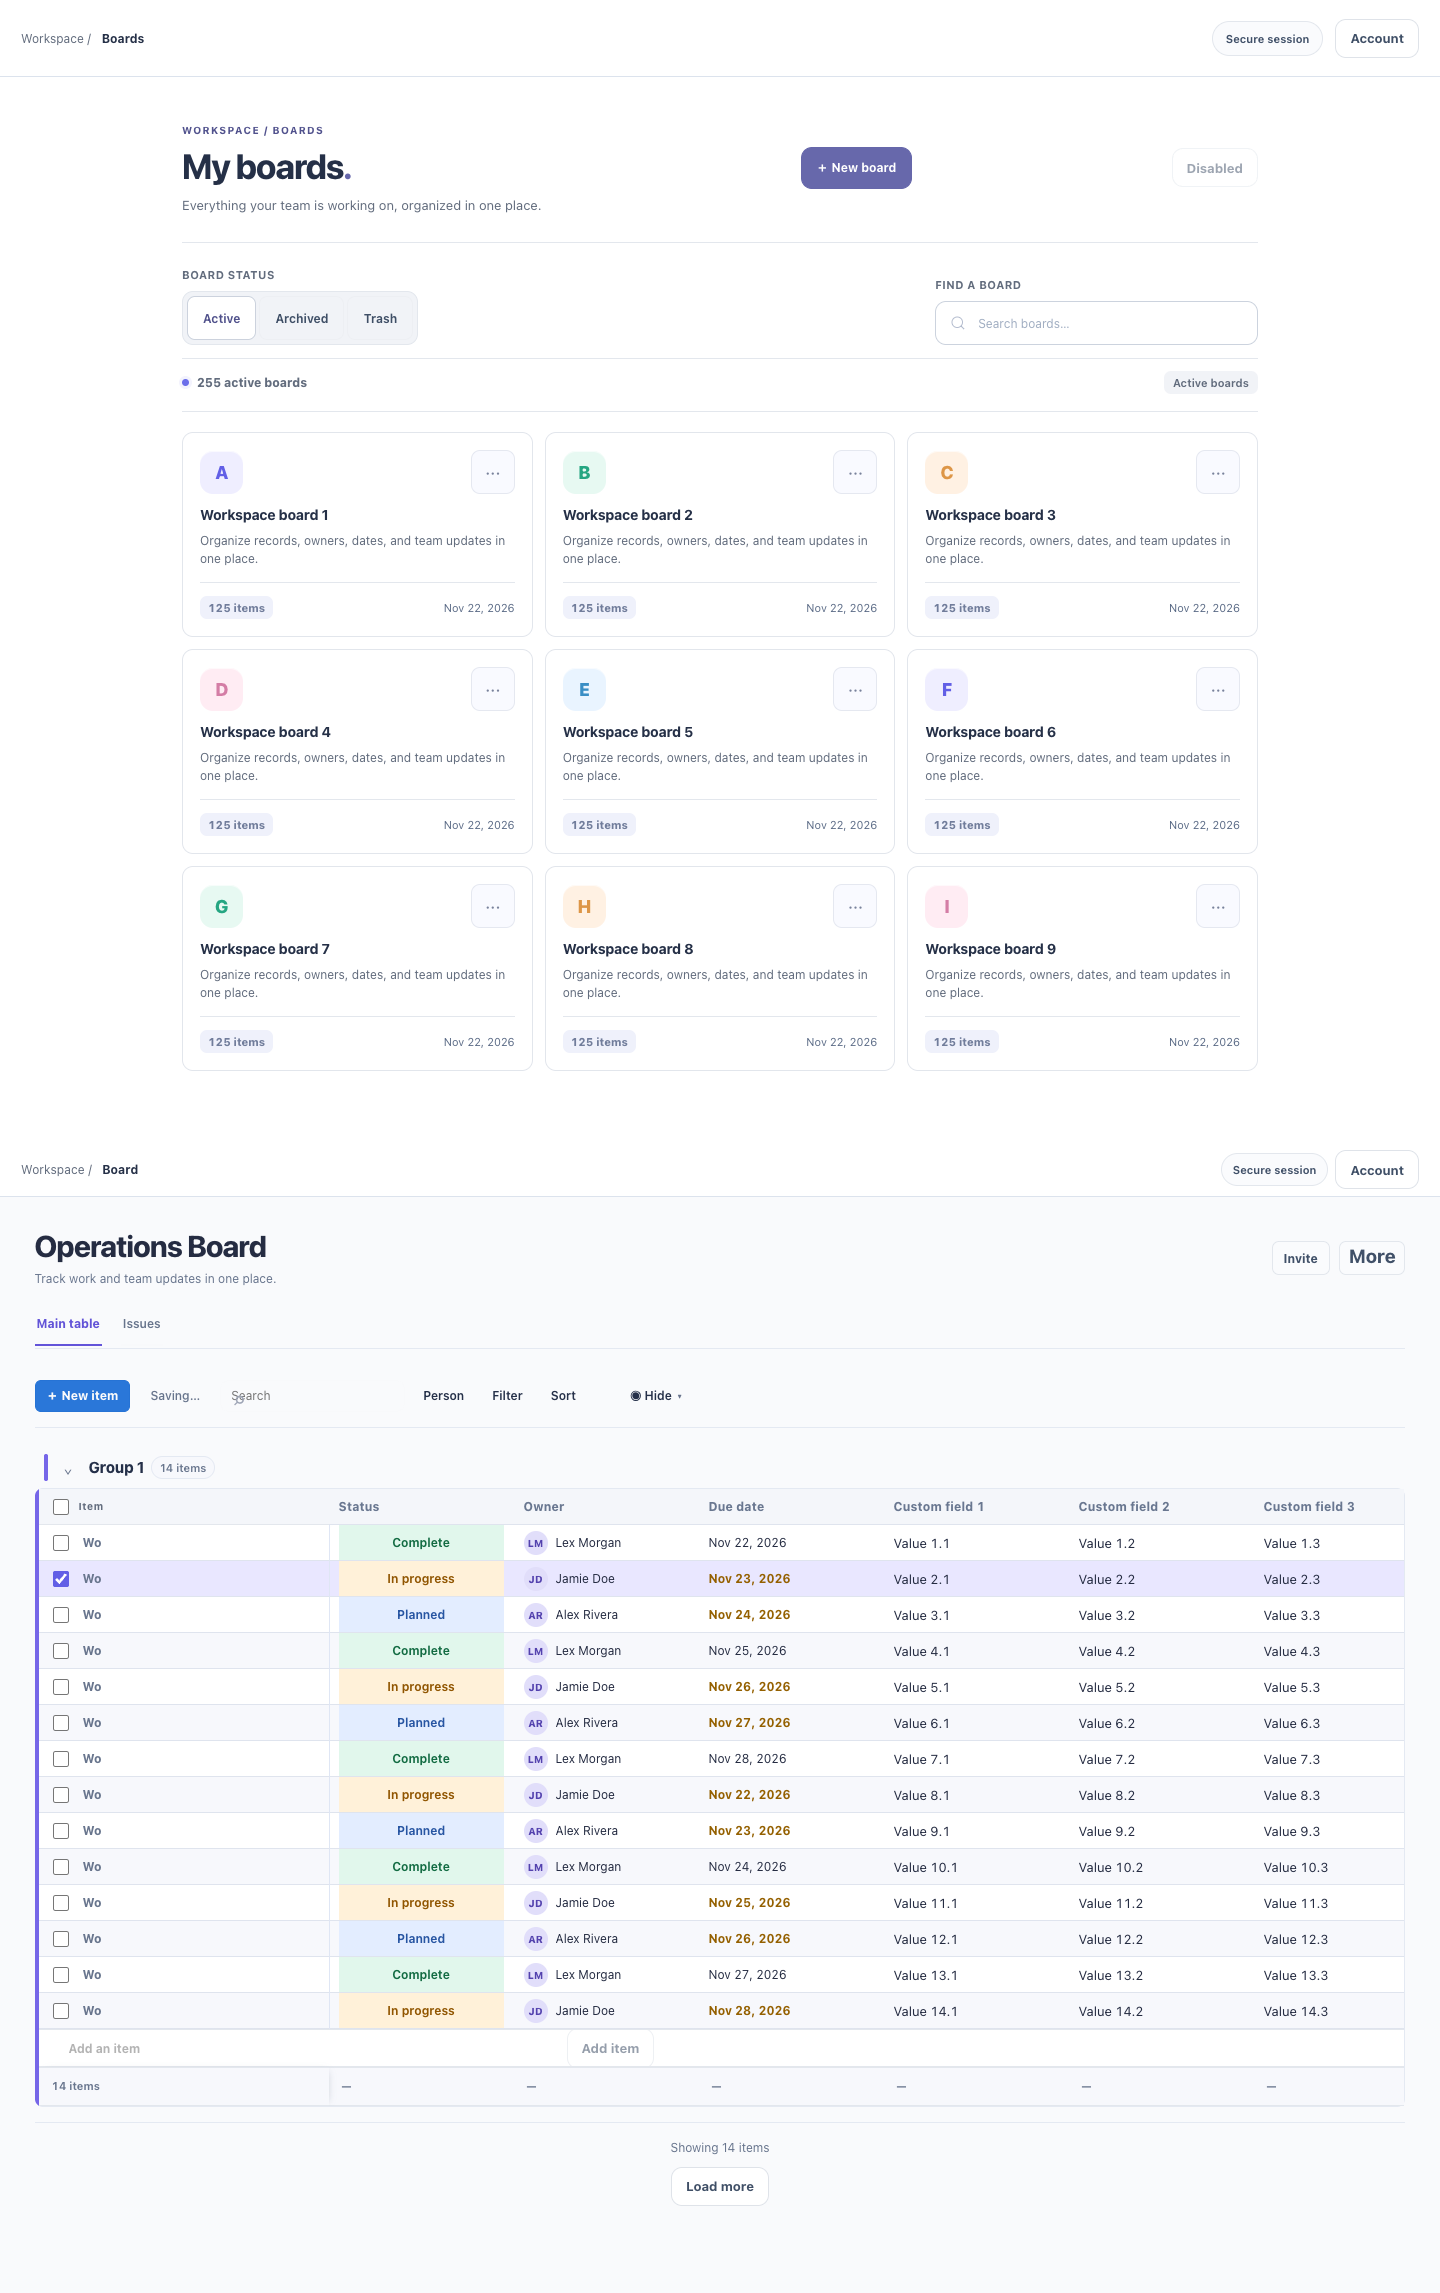 Workspace / Boards
Secure session
Account
WORKSPACE / BOARDS
My boards.
+ New board
Disabled
Everything your team is working on, organized in one place.
BOARD STATUS
FIND A BOARD
Active
Archived
Trash
Search boards...
255 active boards
Active boards
A
...
B
...
C
...
Workspace board 1
Workspace board 2
Workspace board 3
Organize records, owners, dates, and team updates in
one place.
Organize records, owners, dates, and team updates in
one place.
Organize records, owners, dates, and team updates in
one place.
125 items
Nov 22, 2026
125 items
Nov 22, 2026
125 items
Nov 22, 2026
D
...
E
...
F
...
Workspace board 4
Workspace board 5
Workspace board 6
Organize records, owners, dates, and team updates in
one place.
Organize records, owners, dates, and team updates in
one place.
Organize records, owners, dates, and team updates in
one place.
125 items
Nov 22, 2026
125 items
Nov 22, 2026
125 items
Nov 22, 2026
G
...
H
...
I
...
Workspace board 7
Workspace board 8
Workspace board 9
Organize records, owners, dates, and team updates in
one place.
Organize records, owners, dates, and team updates in
one place.
Organize records, owners, dates, and team updates in
one place.
125 items
Nov 22, 2026
125 items
Nov 22, 2026
125 items
Nov 22, 2026
Workspace / Board
Secure session
Account
Operations Board
Invite
More
Track work and team updates in one place.
Main table
Issues
+ New item
Saving...
Search
Person
Filter
Sort
Hide
Group 1
14 items
Item Status Owner Due date Custom field 1 Custom field 2 Custom field 3
Wo Complete LM Lex Morgan Nov 22, 2026 Value 1.1 Value 1.2 Value 1.3
Wo In progress JD Jamie Doe Nov 23, 2026 Value 2.1 Value 2.2 Value 2.3
Wo Planned AR Alex Rivera Nov 24, 2026 Value 3.1 Value 3.2 Value 3.3
Wo Complete LM Lex Morgan Nov 25, 2026 Value 4.1 Value 4.2 Value 4.3
Wo In progress JD Jamie Doe Nov 26, 2026 Value 5.1 Value 5.2 Value 5.3
Wo Planned AR Alex Rivera Nov 27, 2026 Value 6.1 Value 6.2 Value 6.3
Wo Complete LM Lex Morgan Nov 28, 2026 Value 7.1 Value 7.2 Value 7.3
Wo In progress JD Jamie Doe Nov 22, 2026 Value 8.1 Value 8.2 Value 8.3
Wo Planned AR Alex Rivera Nov 23, 2026 Value 9.1 Value 9.2 Value 9.3
Wo Complete LM Lex Morgan Nov 24, 2026 Value 10.1 Value 10.2 Value 10.3
Wo In progress JD Jamie Doe Nov 25, 2026 Value 11.1 Value 11.2 Value 11.3
Wo Planned AR Alex Rivera Nov 26, 2026 Value 12.1 Value 12.2 Value 12.3
Wo Complete LM Lex Morgan Nov 27, 2026 Value 13.1 Value 13.2 Value 13.3
Wo In progress JD Jamie Doe Nov 28, 2026 Value 14.1 Value 14.2 Value 14.3
Add an item
Add item
14 items — — — — — —
Showing 14 items
Load more